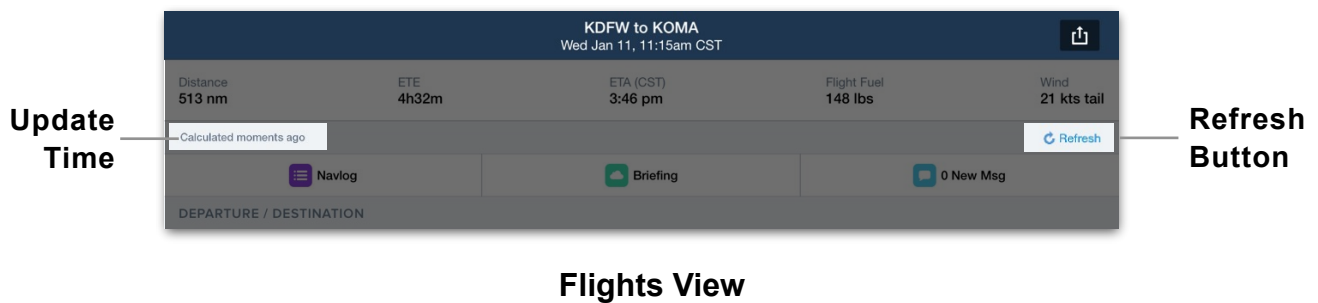 KDFW to KOMA
Wed Jan 11, 11:15am CST
Distance ETE ETA (CST) Flight Fuel Wind
513 nm 4h32m 3:46 pm 148 lbs 21 kts tail
Update
Time
Calculated moments ago
Refresh
Refresh
Button
Navlog Briefing 0 New Msg
DEPARTURE / DESTINATION
Flights View